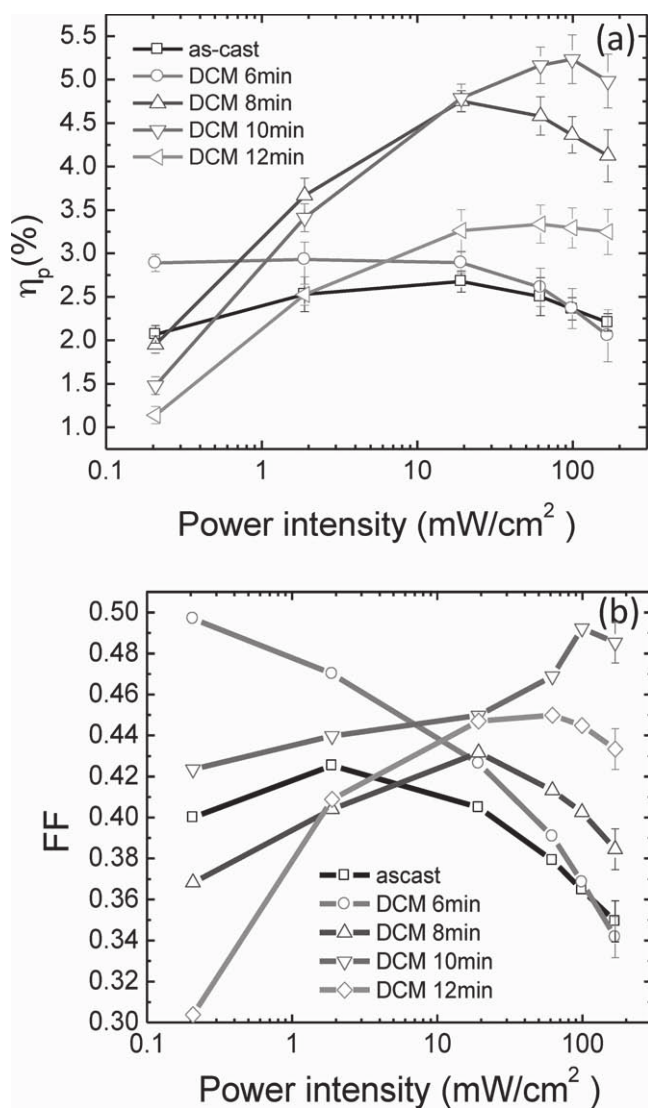 (a)
as-cast
DCM 6min
DCM 8min
DCM 10min
DCM 12min
5.5
5.0
4.5
4.0
3.5
3.0
2.5
2.0
1.5
1.0
ηp(%)
0.1 1 10 100
Power intensity (mW/cm²)
(b)
0.50
0.48
0.46
0.44
0.42
0.40
0.38
0.36
0.34
0.32
0.30
FF
ascast
DCM 6min
DCM 8min
DCM 10min
DCM 12min
0.1 1 10 100
Power intensity (mW/cm²)